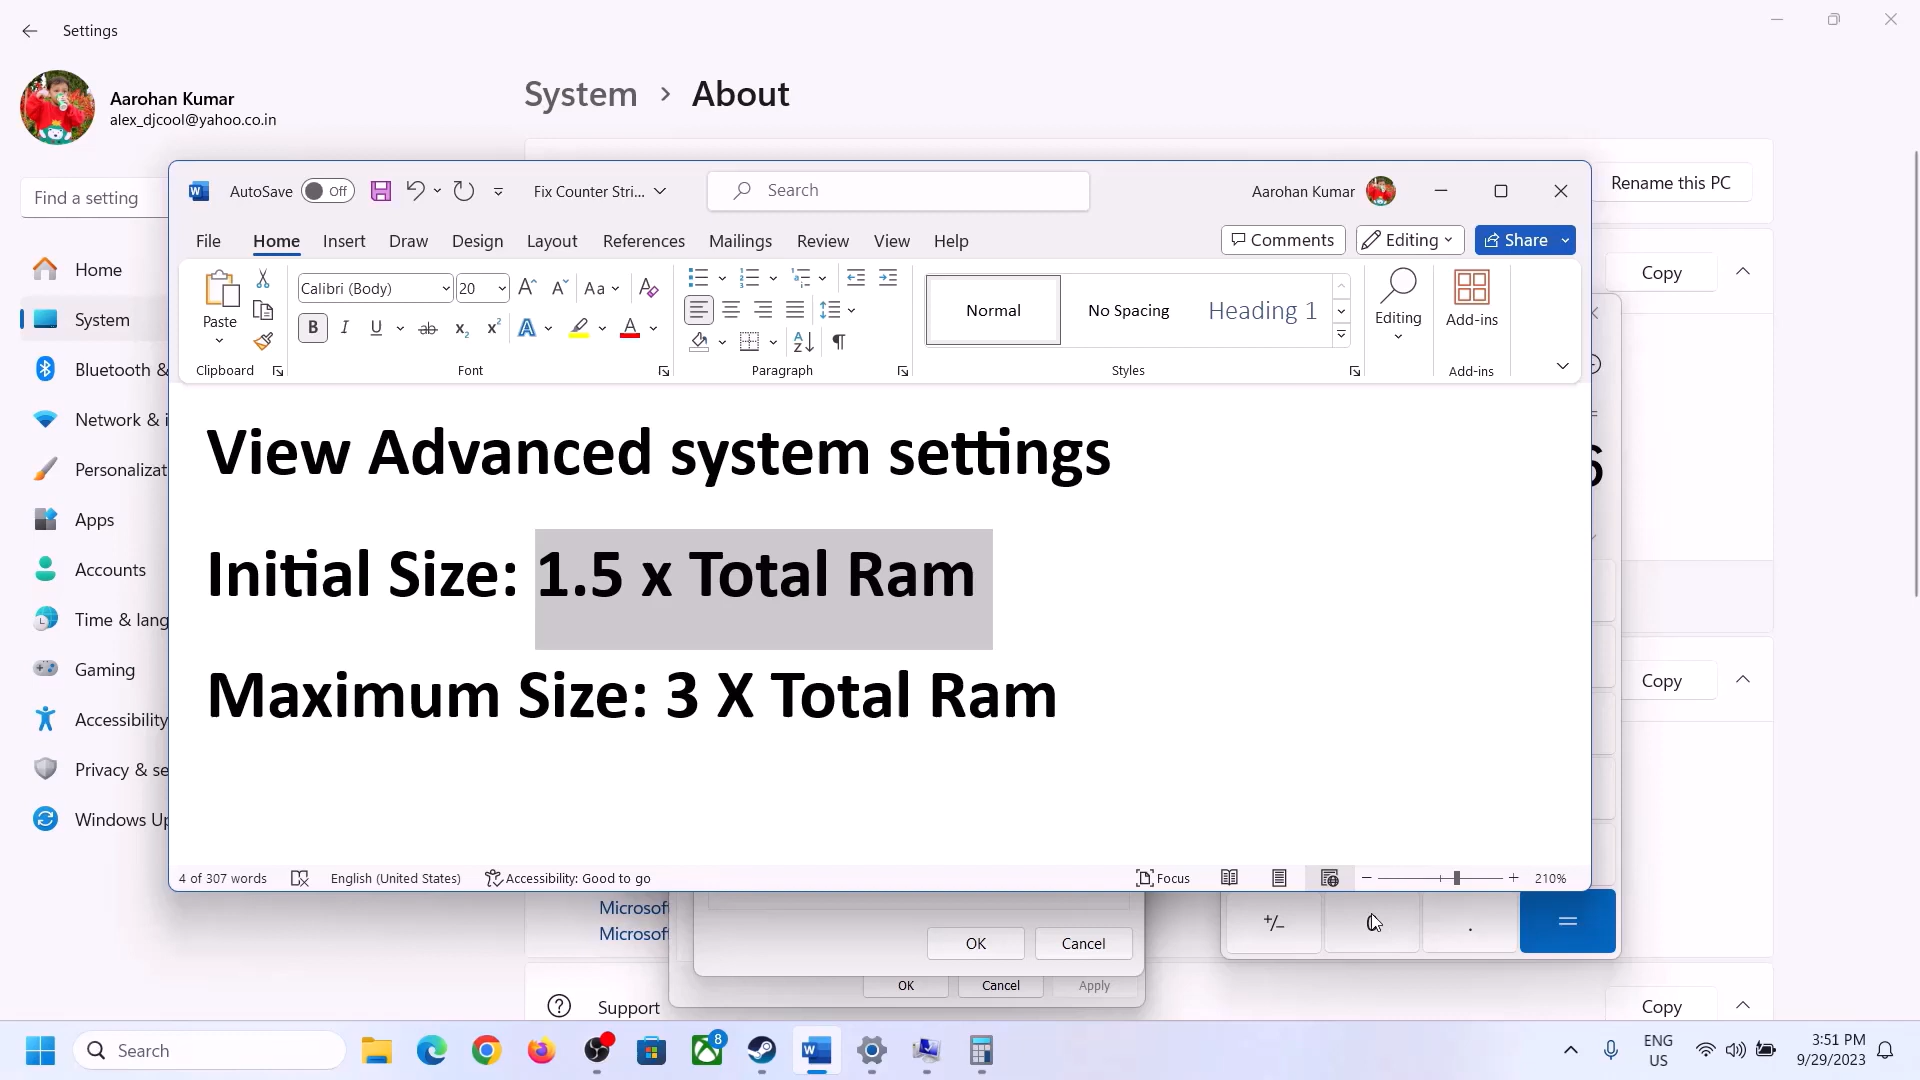 Settings
Aarohan Kumar
alex_djcool@yahoo.co.in
System > About
Find a setting
Rename this PC
Home
System
Bluetooth &
Network & i
Personalizat
Apps
Accounts
Time & lang
Gaming
Accessibility
Privacy & se
Windows Up
AutoSave Off Fix Counter Stri... Search Aarohan Kumar
File Home Insert Draw Design Layout References Mailings Review View Help Comments Editing Share
Paste Calibri (Body) 20 Aa Normal No Spacing Heading 1 Editing Add-ins
Clipboard Font Paragraph Styles Add-ins
View Advanced system settings
Initial Size: 1.5 x Total Ram
Maximum Size: 3 X Total Ram
4 of 307 words English (United States) Accessibility: Good to go Focus 210%
Copy
Copy
Microsof
Microsof
OK Cancel
OK Cancel Apply
+/- . =
Support
Copy
Search
8
ENG
US
3:51 PM
9/29/2023